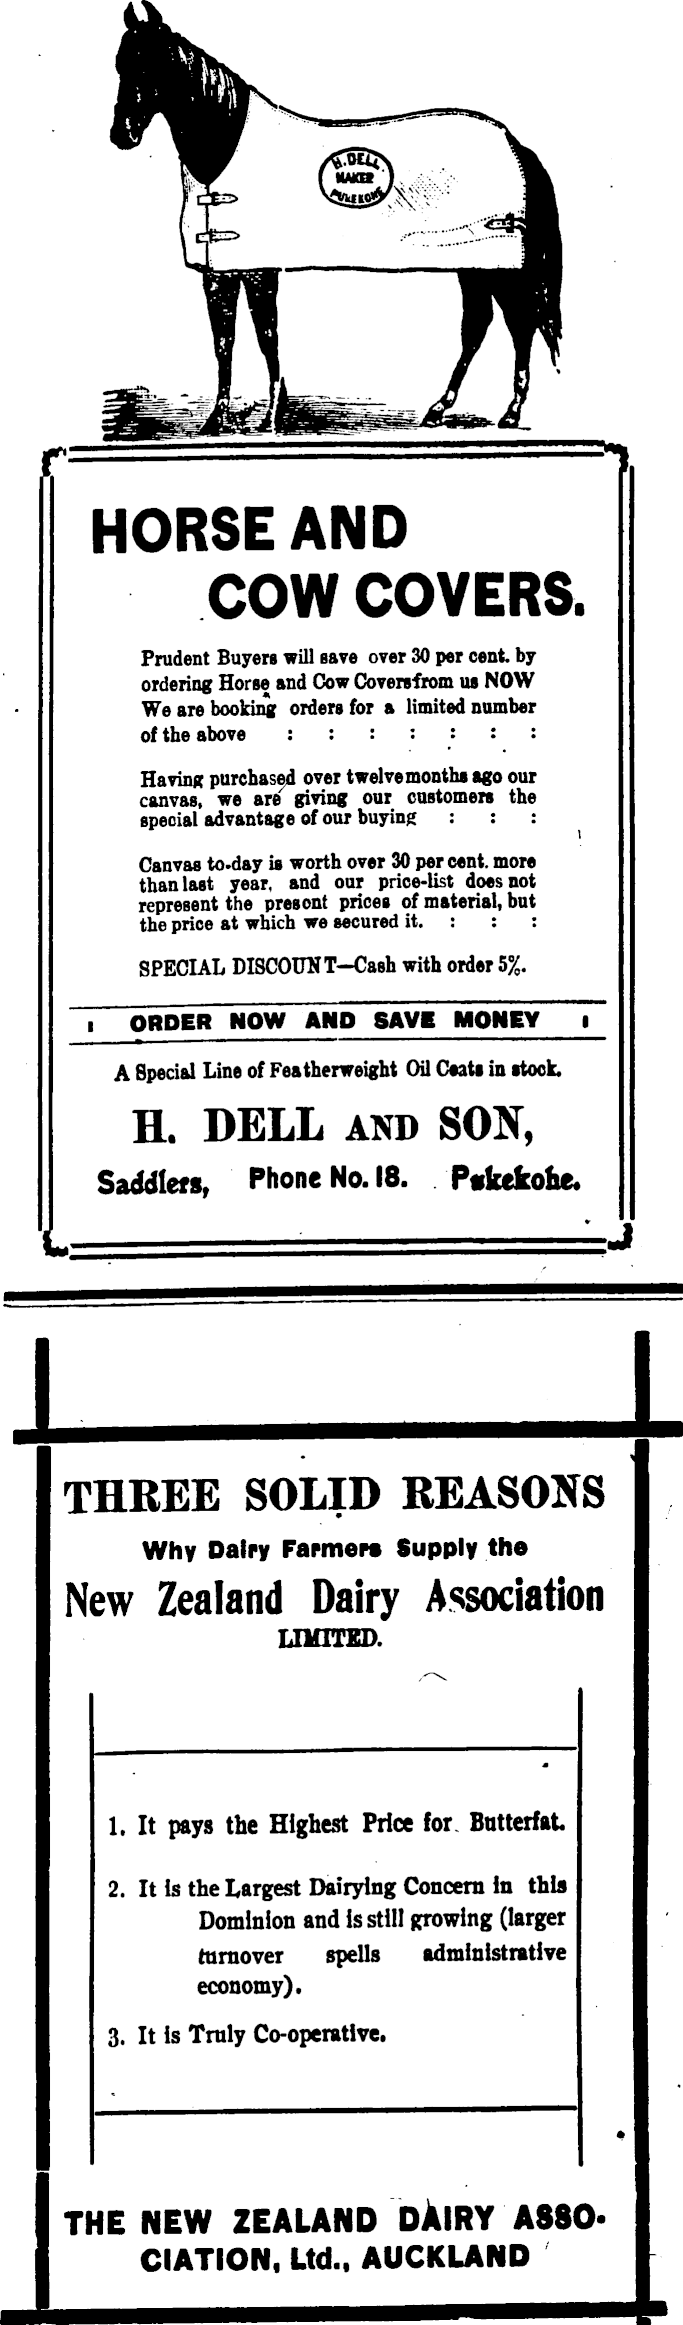 H. DELL
MAKER
PUKEKOHE
HORSE AND
COW COVERS.
Prudent Buyers will save over 30 per cent. by
ordering Horse and Cow Covers from us NOW
We are booking orders for a limited number
of the above : : : : : : :
Having purchased over twelve months ago our
canvas, we are giving our customers the
special advantage of our buying : : :
Canvas to-day is worth over 30 per cent. more
than last year, and our price-list does not
represent the present prices of material, but
the price at which we secured it. : : :
SPECIAL DISCOUNT—Cash with order 5%.
: ORDER NOW AND SAVE MONEY :
A Special Line of Featherweight Oil Coats in stock.
H. DELL AND SON,
Saddlers, Phone No. 18. Pukekohe.
THREE SOLID REASONS
Why Dairy Farmers Supply the
New Zealand Dairy Association
LIMITED.
1. It pays the Highest Price for Butterfat.
2. It is the Largest Dairying Concern in this
Dominion and is still growing (larger
turnover spells administrative
economy).
3. It is Truly Co-operative.
THE NEW ZEALAND DAIRY ASSO-
CIATION, Ltd., AUCKLAND